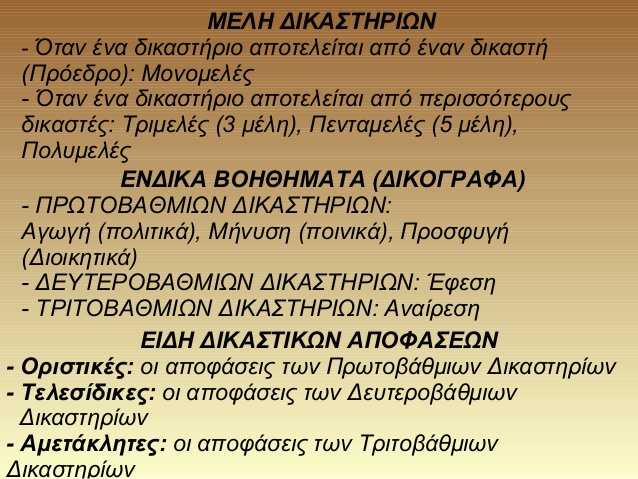 ΜΕΛΗ ΔΙΚΑΣΤΗΡΙΩΝ
- Όταν ένα δικαστήριο αποτελείται από έναν δικαστή
(Πρόεδρο): Μονομελές
- Όταν ένα δικαστήριο αποτελείται από περισσότερους
δικαστές: Τριμελές (3 μέλη), Πενταμελές (5 μέλη),
Πολυμελές
ΕΝΔΙΚΑ ΒΟΗΘΗΜΑΤΑ (ΔΙΚΟΓΡΑΦΑ)
- ΠΡΩΤΟΒΑΘΜΙΩΝ ΔΙΚΑΣΤΗΡΙΩΝ:
Αγωγή (πολιτικά), Μήνυση (ποινικά), Προσφυγή
(Διοικητικά)
- ΔΕΥΤΕΡΟΒΑΘΜΙΩΝ ΔΙΚΑΣΤΗΡΙΩΝ: Έφεση
- ΤΡΙΤΟΒΑΘΜΙΩΝ ΔΙΚΑΣΤΗΡΙΩΝ: Αναίρεση
ΕΙΔΗ ΔΙΚΑΣΤΙΚΩΝ ΑΠΟΦΑΣΕΩΝ
- Οριστικές: οι αποφάσεις των Πρωτοβάθμιων Δικαστηρίων
- Τελεσίδικες: οι αποφάσεις των Δευτεροβάθμιων
Δικαστηρίων
- Αμετάκλητες: οι αποφάσεις των Τριτοβάθμιων
Δικαστηρίων